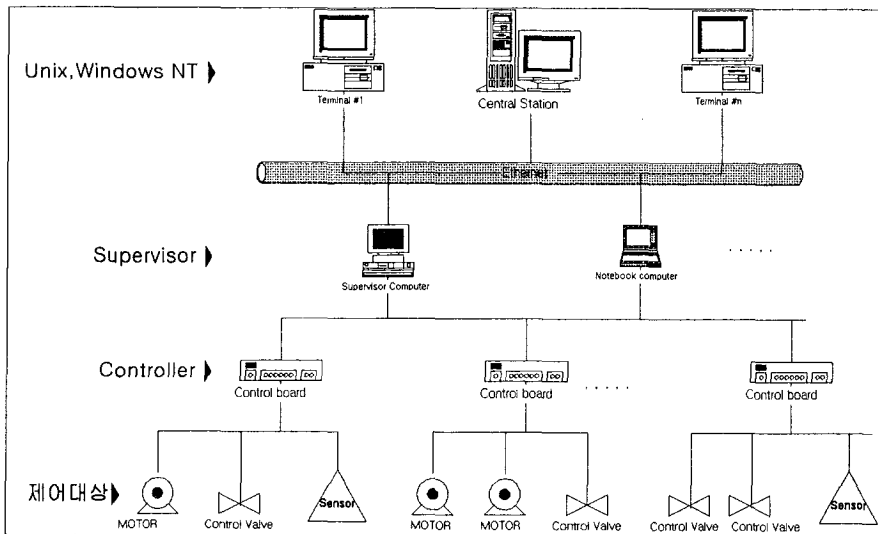 Unix,Windows NT
Terminal #1
Central Station
Terminal #n
Ethernet
Supervisor
Supervisor Computer
Notebook computer
Controller
Control board
Control board
Control board
제어대상
MOTOR
Control Valve
Sensor
MOTOR
MOTOR
Control Valve
Control Valve
Control Valve
Sensor